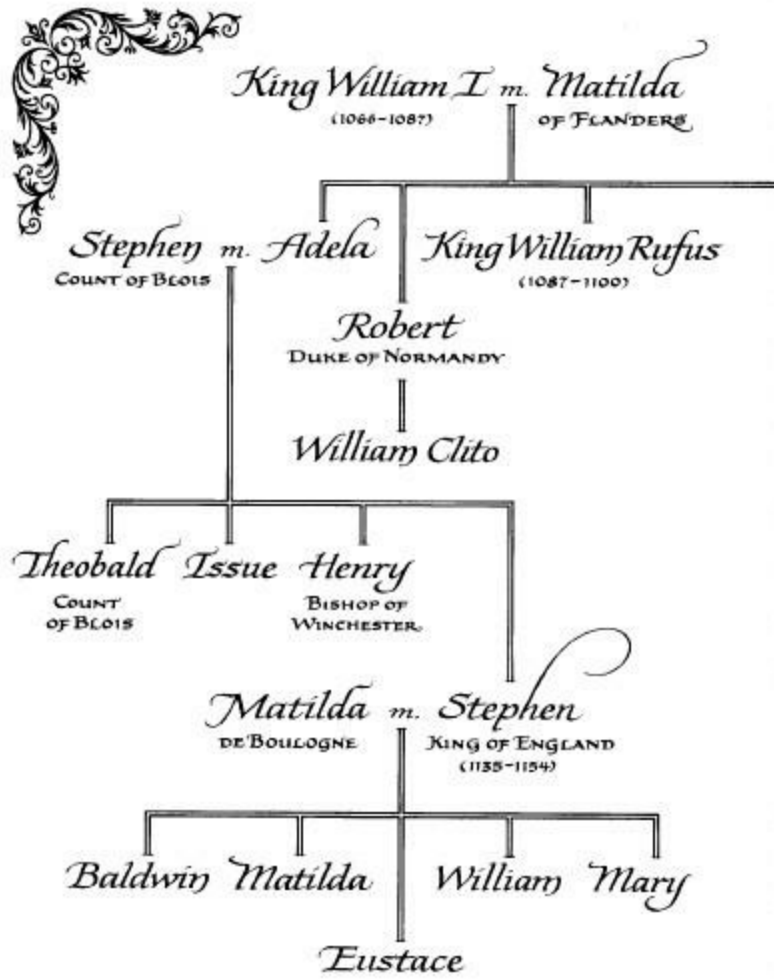 King William I m. Matilda
(1066-1087) OF FLANDERS
Stephen m. Adela King William Rufus
COUNT OF BLOIS (1087-1100)
Robert
DUKE OF NORMANDY
William Clito
Theobald Issue Henry
COUNT OF BLOIS
BISHOP OF WINCHESTER
Matilda m. Stephen
DE BOULOGNE KING OF ENGLAND
(1135-1154)
Baldwin Matilda William Mary
Eustace